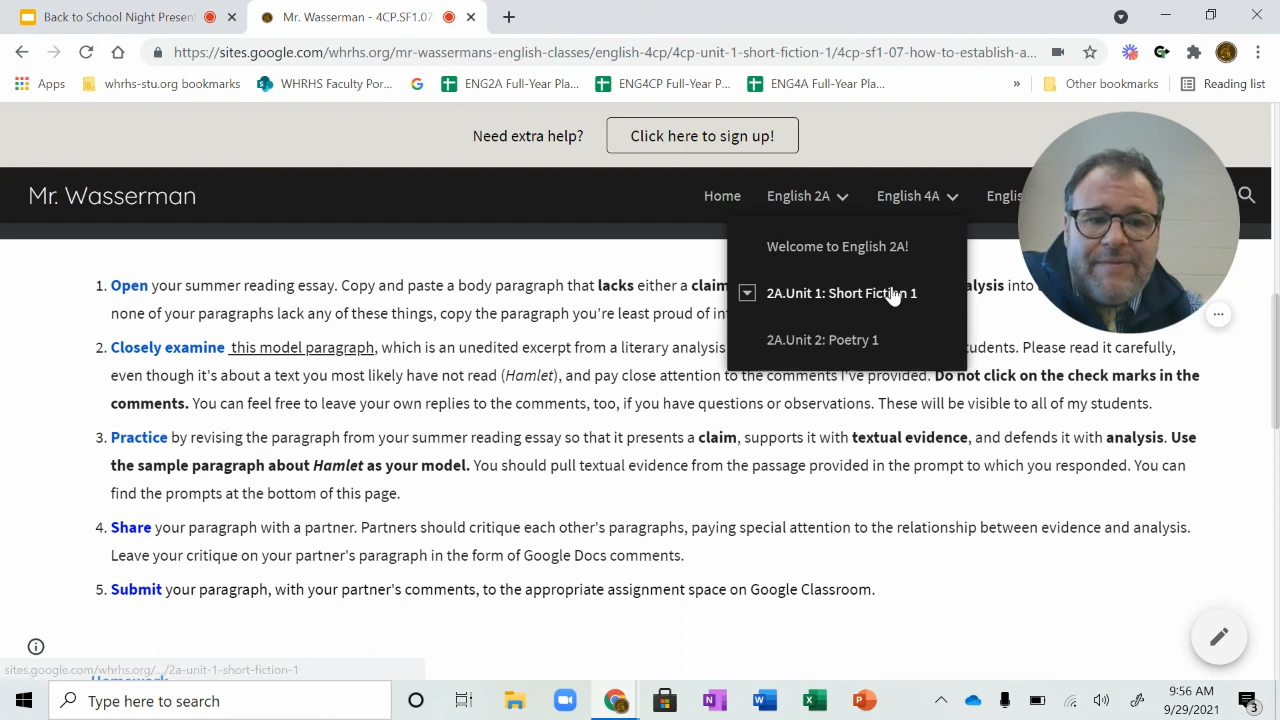 Back to School Night Present
Mr. Wasserman - 4CP.SF1.07:
https://sites.google.com/whrhs.org/mr-wassermans-english-classes/english-4cp/4cp-unit-1-short-fiction-1/4cp-sf1-07-how-to-establish-a...
Apps
whrhs-stu.org bookmarks
WHRHS Faculty Por...
ENG2A Full-Year Pla...
ENG4CP Full-Year P...
ENG4A Full-Year Pla...
»
Other bookmarks
Reading list
Need extra help?
Click here to sign up!
Mr. Wasserman
Home
English 2A
English 4A
Englis
Welcome to English 2A!
2A.Unit 1: Short Fiction 1
2A.Unit 2: Poetry 1
1. Open your summer reading essay. Copy and paste a body paragraph that lacks either a claim alysis into
none of your paragraphs lack any of these things, copy the paragraph you're least proud of
2. Closely examine this model paragraph, which is an unedited excerpt from a literary analysis tudents. Please read it carefully,
even though it's about a text you most likely have not read (Hamlet), and pay close attention to the comments I've provided. Do not click on the check marks in the
comments. You can feel free to leave your own replies to the comments, too, if you have questions or observations. These will be visible to all of my students.
3. Practice by revising the paragraph from your summer reading essay so that it presents a claim, supports it with textual evidence, and defends it with analysis. Use
the sample paragraph about Hamlet as your model. You should pull textual evidence from the passage provided in the prompt to which you responded. You can
find the prompts at the bottom of this page.
4. Share your paragraph with a partner. Partners should critique each other's paragraphs, paying special attention to the relationship between evidence and analysis.
Leave your critique on your partner's paragraph in the form of Google Docs comments.
5. Submit your paragraph, with your partner's comments, to the appropriate assignment space on Google Classroom.
sites.google.com/whrhs.org/.../2a-unit-1-short-fiction-1
Homework
Type here to search
9:56 AM
9/29/2021
3